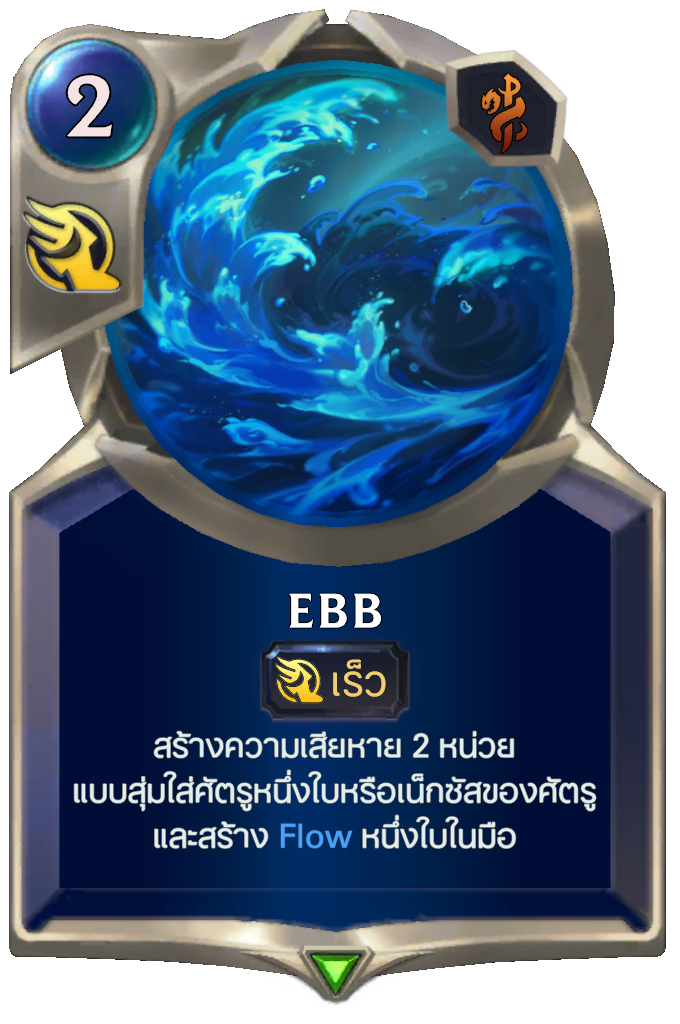 2
EBB
เร็ว
สร้างความเสียหาย 2 หน่วย
แบบสุ่มใส่ศัตรูหนึ่งใบหรือเน็กซัสของศัตรู
และสร้าง Flow หนึ่งใบในมือ